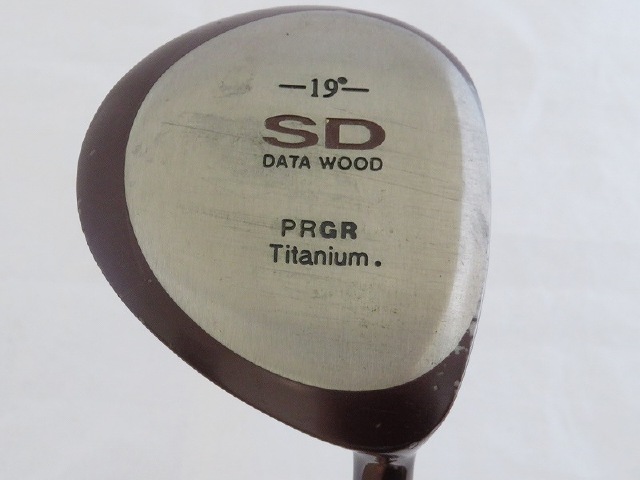 —19°—
SD
DATA WOOD
PRGR
Titanium.